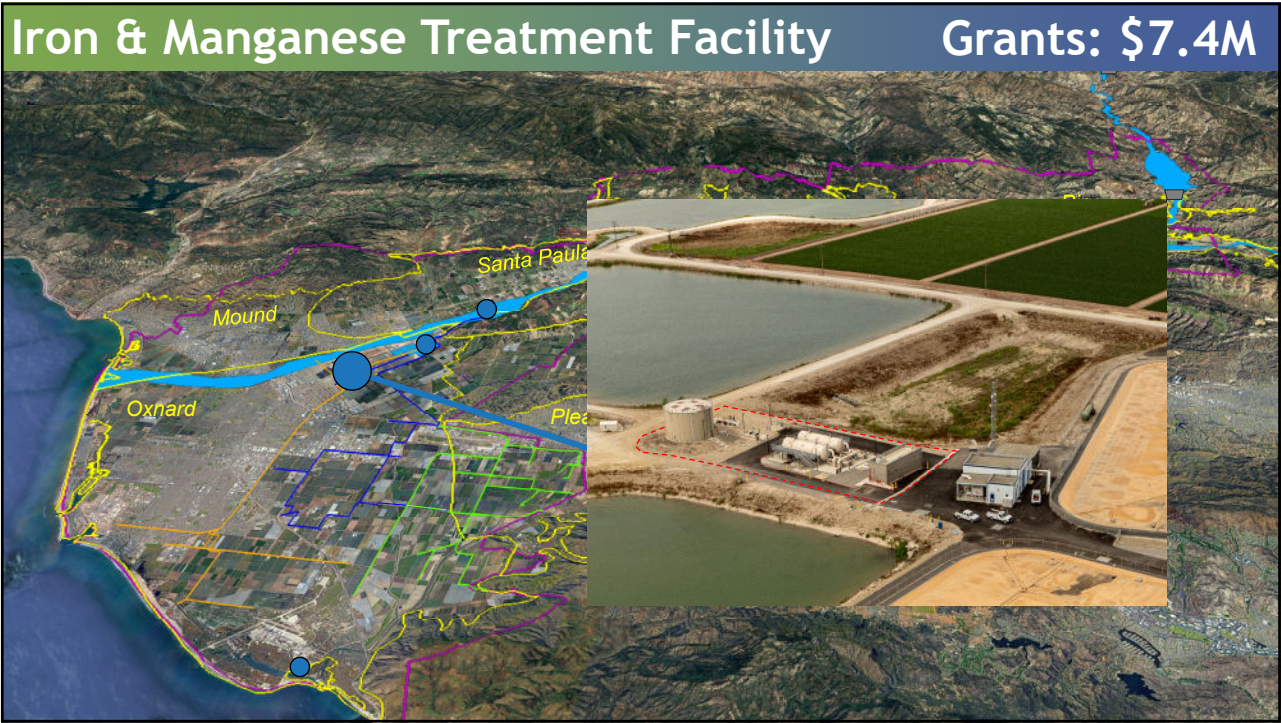 Iron & Manganese Treatment Facility Grants: $7.4M
Santa Paula
Mound
Oxnard